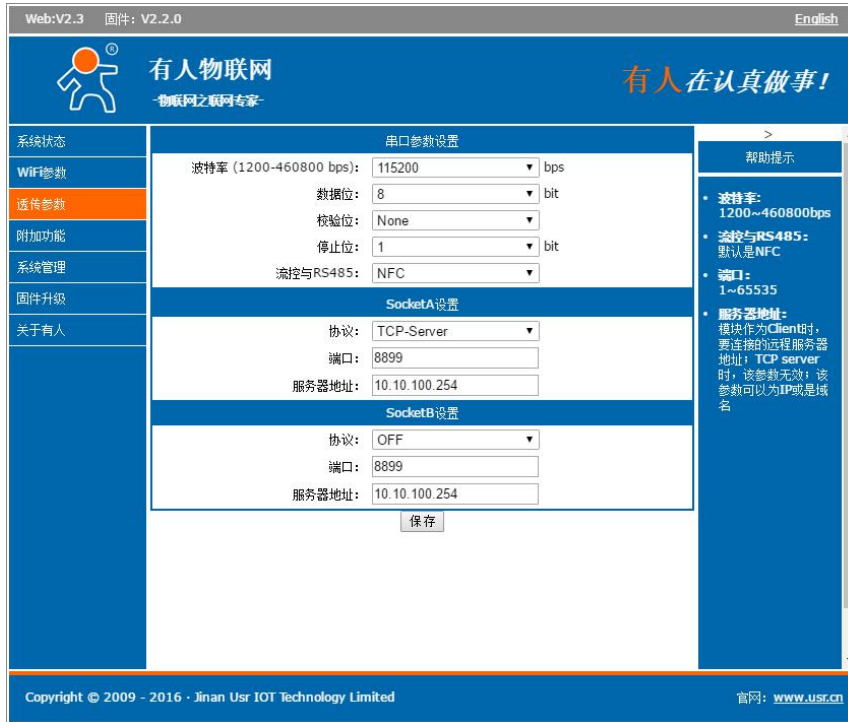 Web:V2.3 固件: V2.2.0 English
®
有人物联网
-物联网之联网专家-
有人在认真做事!
系统状态
WiFi参数
透传参数
附加功能
系统管理
固件升级
关于有人
串口参数设置
波特率 (1200-460800 bps): 115200 bps
数据位: 8 bit
校验位: None
停止位: 1 bit
流控与RS485: NFC
SocketA设置
协议: TCP-Server
端口: 8899
服务器地址: 10.10.100.254
SocketB设置
协议: OFF
端口: 8899
服务器地址: 10.10.100.254
保存
>
帮助提示
• 波特率:
1200~460800bps
• 流控与RS485:
默认是NFC
• 端口:
1~65535
• 服务器地址:
模块作为Client时,
要连接的远程服务器
地址; TCP server
时, 该参数无效; 该
参数可以为IP或是域
名
Copyright © 2009 - 2016 · Jinan Usr IOT Technology Limited 官网: www.usr.cn